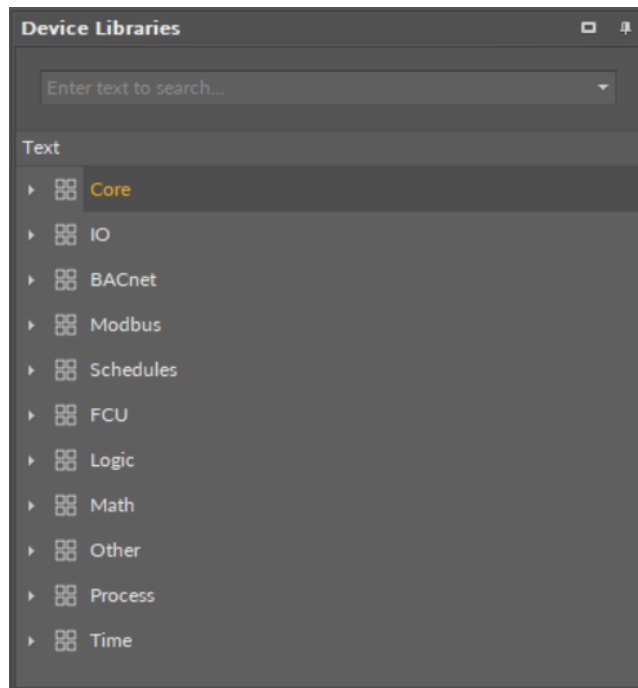 Device Libraries
Enter text to search...
Text
Core
IO
BACnet
Modbus
Schedules
FCU
Logic
Math
Other
Process
Time